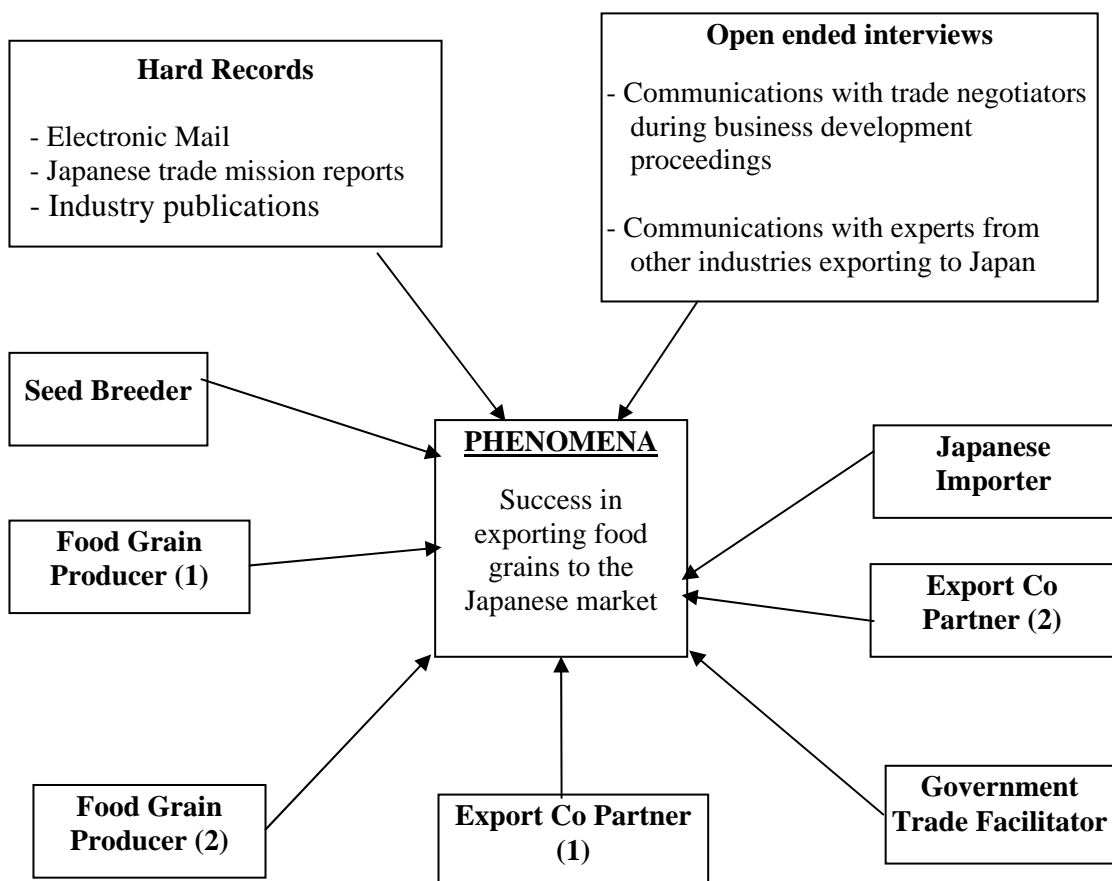 Hard Records
- Electronic Mail
- Japanese trade mission reports
- Industry publications
Open ended interviews
- Communications with trade negotiators
during business development
proceedings
- Communications with experts from
other industries exporting to Japan
Seed Breeder
PHENOMENA
Success in
exporting food
grains to the
Japanese market
Japanese
Importer
Food Grain
Producer (1)
Export Co
Partner (2)
Food Grain
Producer (2)
Export Co Partner
(1)
Government
Trade Facilitator